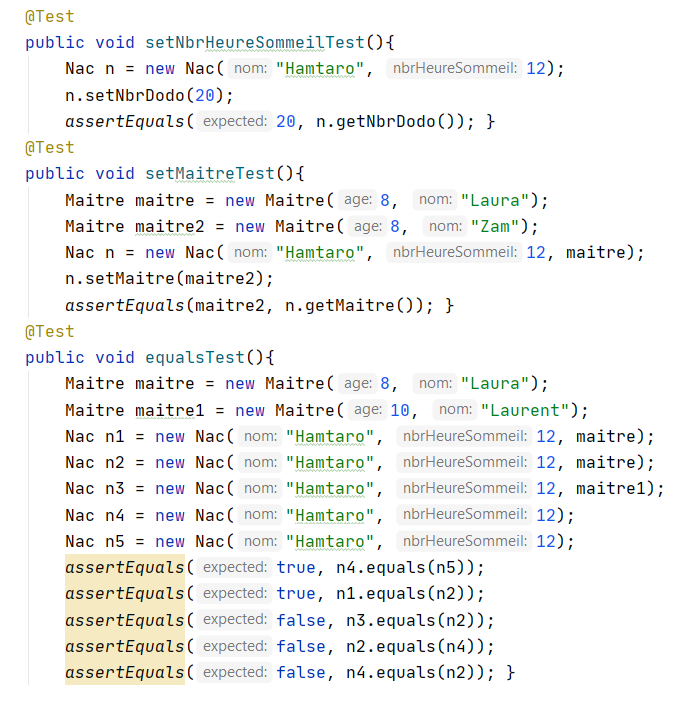 @Test
public void setNbrHeureSommeilTest(){
Nac n = new Nac( nom: "Hamtaro", nbrHeureSommeil: 12);
n.setNbrDodo(20);
assertEquals( expected: 20, n.getNbrDodo()); }
@Test
public void setMaitreTest(){
Maitre maitre = new Maitre( age: 8, nom: "Laura");
Maitre maitre2 = new Maitre( age: 8, nom: "Zam");
Nac n = new Nac( nom: "Hamtaro", nbrHeureSommeil: 12, maitre);
n.setMaitre(maitre2);
assertEquals(maitre2, n.getMaitre()); }
@Test
public void equalsTest(){
Maitre maitre = new Maitre( age: 8, nom: "Laura");
Maitre maitre1 = new Maitre( age: 10, nom: "Laurent");
Nac n1 = new Nac( nom: "Hamtaro", nbrHeureSommeil: 12, maitre);
Nac n2 = new Nac( nom: "Hamtaro", nbrHeureSommeil: 12, maitre);
Nac n3 = new Nac( nom: "Hamtaro", nbrHeureSommeil: 12, maitre1);
Nac n4 = new Nac( nom: "Hamtaro", nbrHeureSommeil: 12);
Nac n5 = new Nac( nom: "Hamtaro", nbrHeureSommeil: 12);
assertEquals( expected: true, n4.equals(n5));
assertEquals( expected: true, n1.equals(n2));
assertEquals( expected: false, n3.equals(n2));
assertEquals( expected: false, n2.equals(n4));
assertEquals( expected: false, n4.equals(n2)); }